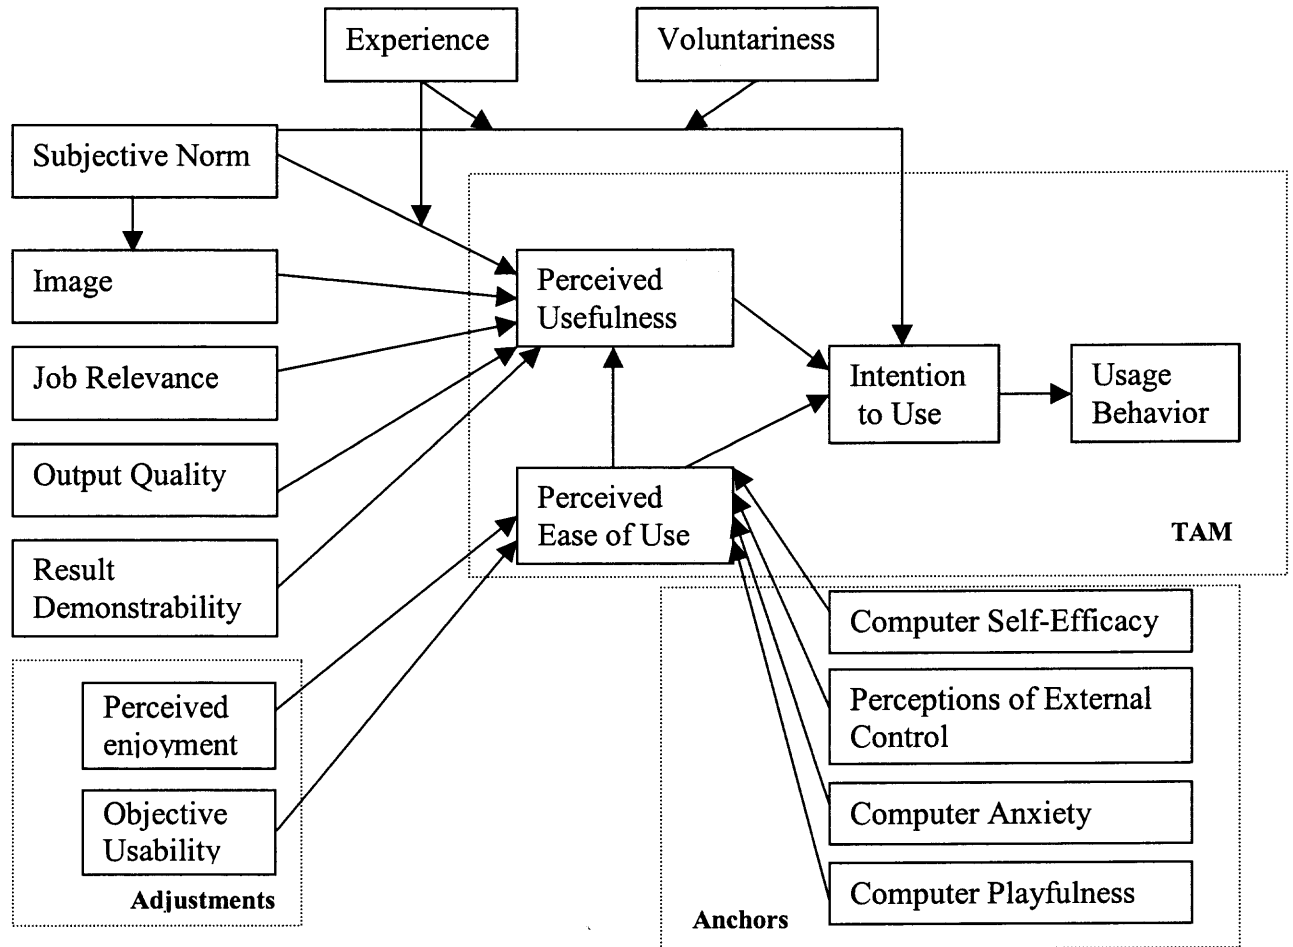 Experience
Voluntariness
Subjective Norm
Image
Job Relevance
Output Quality
Result
Demonstrability
Perceived
enjoyment
Objective
Usability
Adjustments
Perceived
Usefulness
Perceived
Ease of Use
Intention
to Use
Usage
Behavior
TAM
Computer Self-Efficacy
Perceptions of External
Control
Computer Anxiety
Computer Playfulness
Anchors